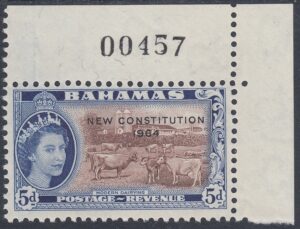 00457
BAHAMAS
NEW CONSTITUTION
1964
MODERN DAIRYING
5d 5d
POSTAGE-REVENUE